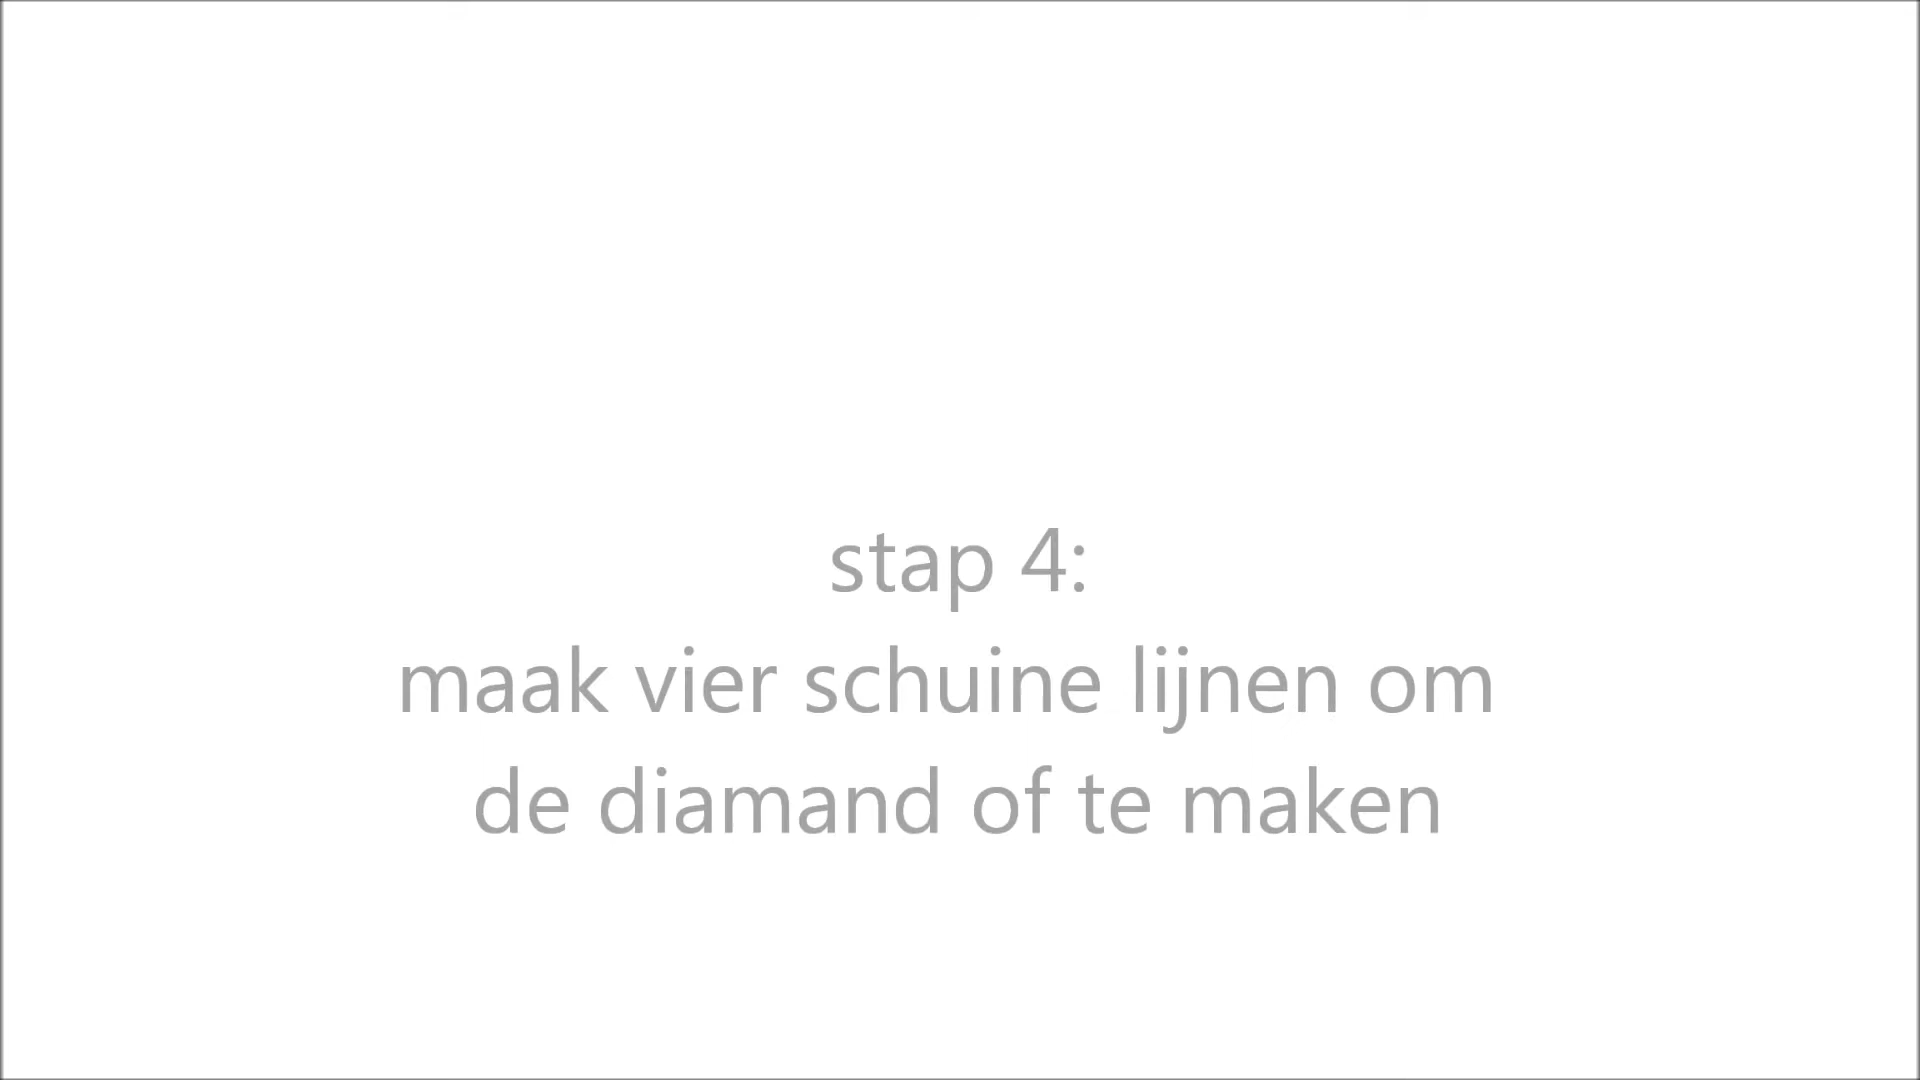 stap 4:
maak vier schuine lijnen om
de diamand of te maken